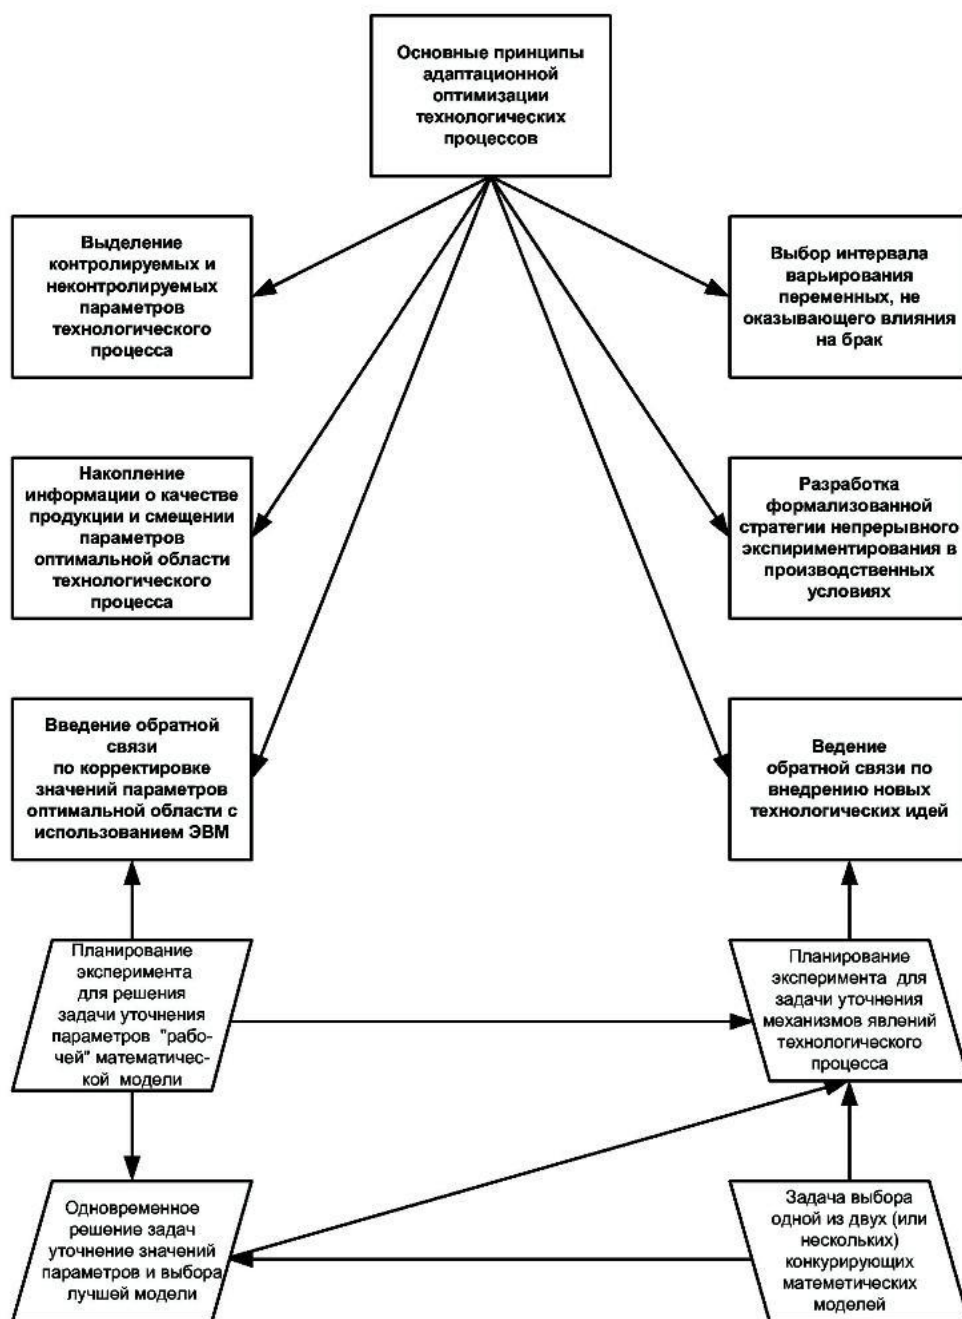 Основные принципы
адаптационной
оптимизации
технологических
процессов
Выделение
контролируемых и
неконтролируемых
параметров
технологического
процесса
Выбор интервала
варьирования
переменных, не
оказывающего влияния
на брак
Накопление
информации о качестве
продукции и смещении
параметров
оптимальной области
технологического
процесса
Разработка
формализованной
стратегии непрерывного
экспириментирования в
производственных
условиях
Введение обратной
связи
по корректировке
значений параметров
оптимальной области с
использованием ЭВМ
Ведение
обратной связи по
внедрению новых
технологических идей
Планирование
эксперимента
для решения
задачи уточнения
параметров "рабо-
чей" математичес-
кой модели
Планирование
эксперимента для
задачи уточнения
механизмов явлений
технологического
процесса
Одновременное
решение задач
уточнение значений
параметров и выбора
лучшей модели
Задача выбора
одной из двух (или
нескольких)
конкурирующих
матеметических
моделей